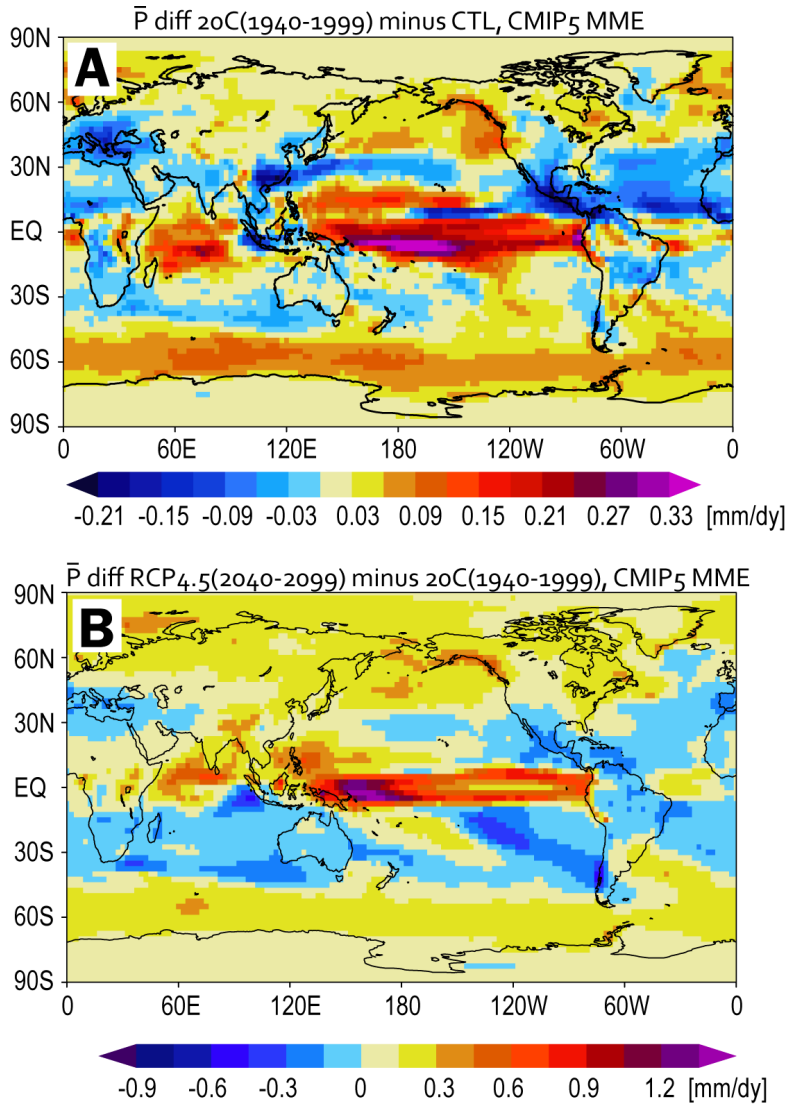 P̄ diff 20C(1940-1999) minus CTL, CMIP5 MME
90N
A
60N
30N
EQ
30S
60S
90S
0 60E 120E 180 120W 60W 0
-0.21 -0.15 -0.09 -0.03 0.03 0.09 0.15 0.21 0.27 0.33 [mm/dy]
P̄ diff RCP4.5(2040-2099) minus 20C(1940-1999), CMIP5 MME
90N
B
60N
30N
EQ
30S
60S
90S
0 60E 120E 180 120W 60W 0
-0.9 -0.6 -0.3 0 0.3 0.6 0.9 1.2 [mm/dy]